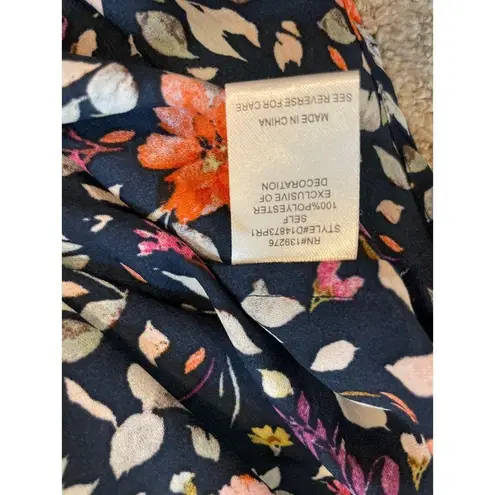 RN#139276
STYLE#D14873PR1
SELF
100%POLYESTER
EXCLUSIVE OF
DECORATION
MADE IN CHINA
SEE REVERSE FOR CARE